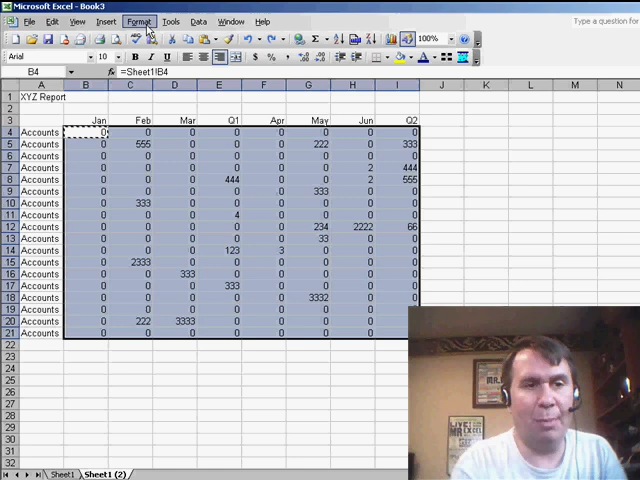 Microsoft Excel - Book3
File Edit View Insert Format Tools Data Window Help Type a question for
100%
Arial 10 B I U
B4 fx =Sheet1!B4
A B C D E F G H I J K L M N
1 XYZ Report
2
3 Jan Feb Mar Q1 Apr May Jun Q2
4 Accounts 0 0 0 0 0 0 0 0
5 Accounts 0 555 0 0 0 222 0 333
6 Accounts 0 0 0 0 0 0 0 0
7 Accounts 0 0 0 0 0 0 2 444
8 Accounts 0 0 0 444 0 0 2 555
9 Accounts 0 0 0 0 0 333 0 0
10 Accounts 0 333 0 0 0 0 0 0
11 Accounts 0 0 0 4 0 0 0 0
12 Accounts 0 0 0 0 0 234 2222 66
13 Accounts 0 0 0 0 0 33 0 0
14 Accounts 0 0 0 123 3 0 0 0
15 Accounts 0 2333 0 0 0 0 0 0
16 Accounts 0 0 333 0 0 0 0 0
17 Accounts 0 0 0 333 0 0 0 0
18 Accounts 0 0 0 0 0 3332 0 0
19 Accounts 0 0 0 0 0 0 0 0
20 Accounts 0 222 3333 0 0 0 0
21 Accounts 0 0 0 0 0 0 0
22
23
24
25
26
27
28
29
30
31
32
Sheet1 Sheet1 (2)
LIVE!
MR EXCEL